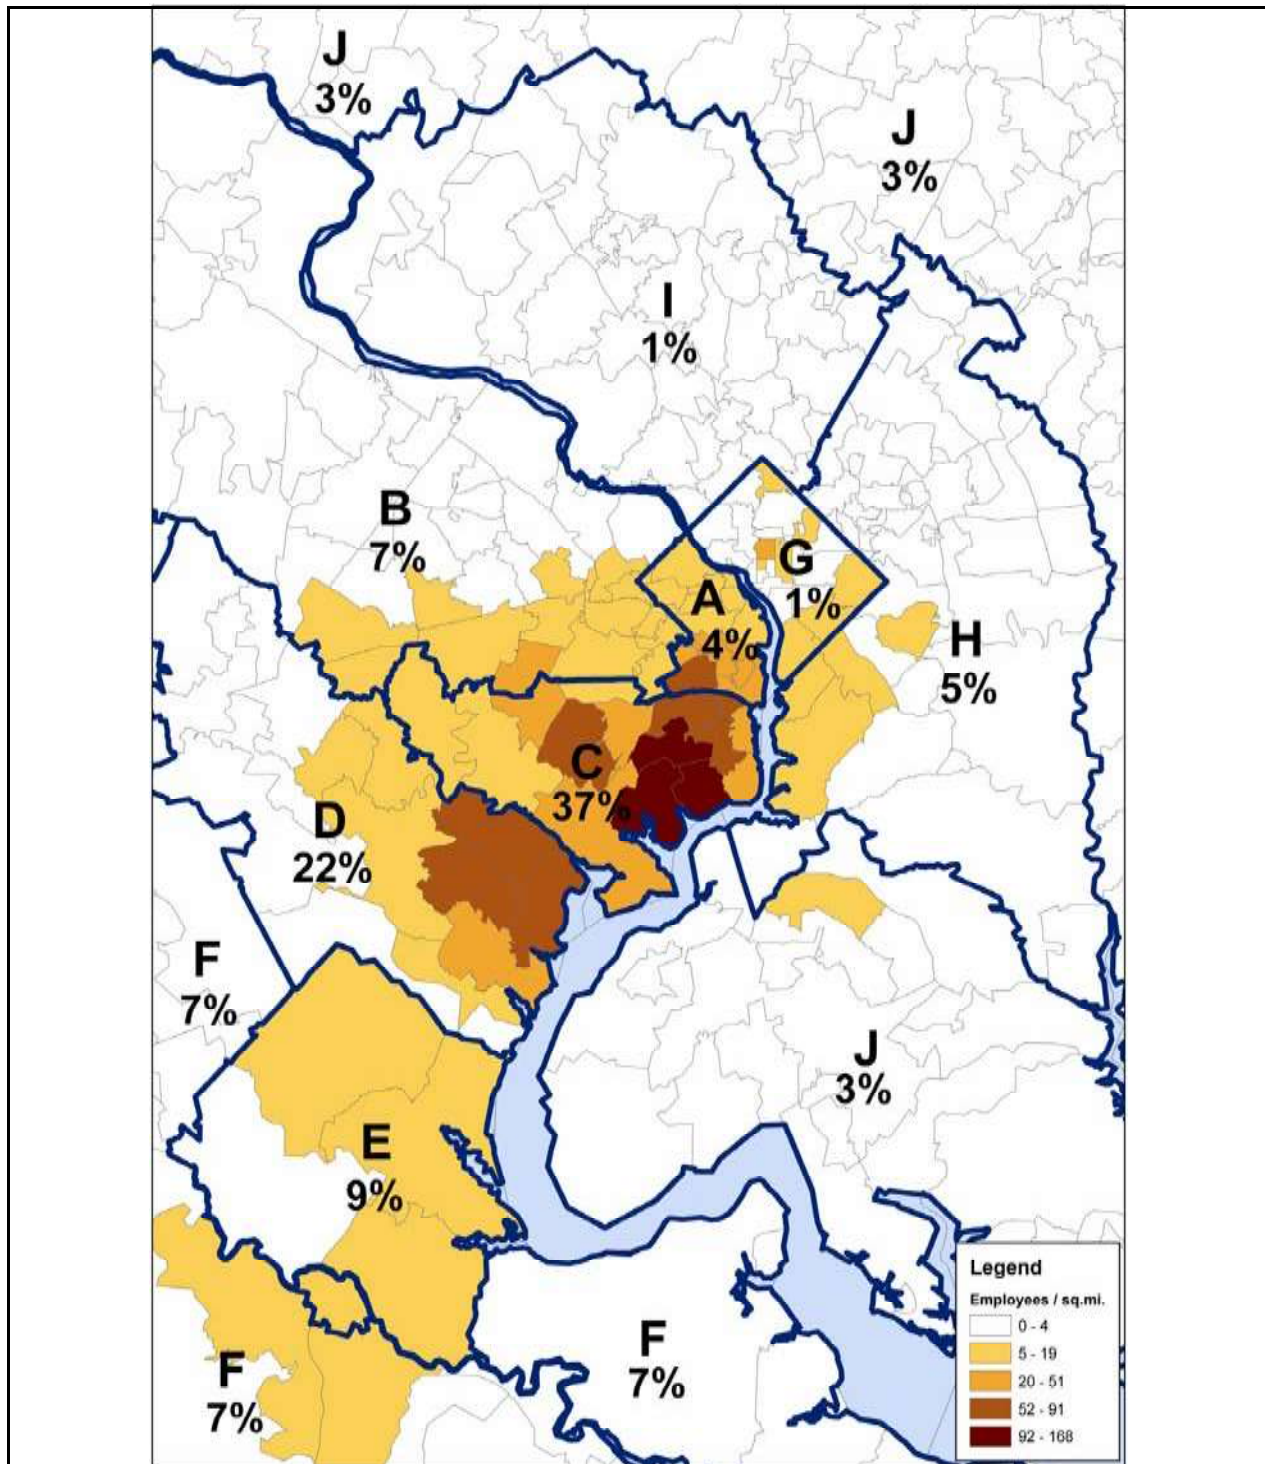 J
3%
J
3%
I
1%
B
7%
G
1%
A
4%
H
5%
C
37%
D
22%
F
7%
J
3%
E
9%
F
7%
F
7%
Legend
Employees / sq.mi.
0 - 4
5 - 19
20 - 51
52 - 91
92 - 168